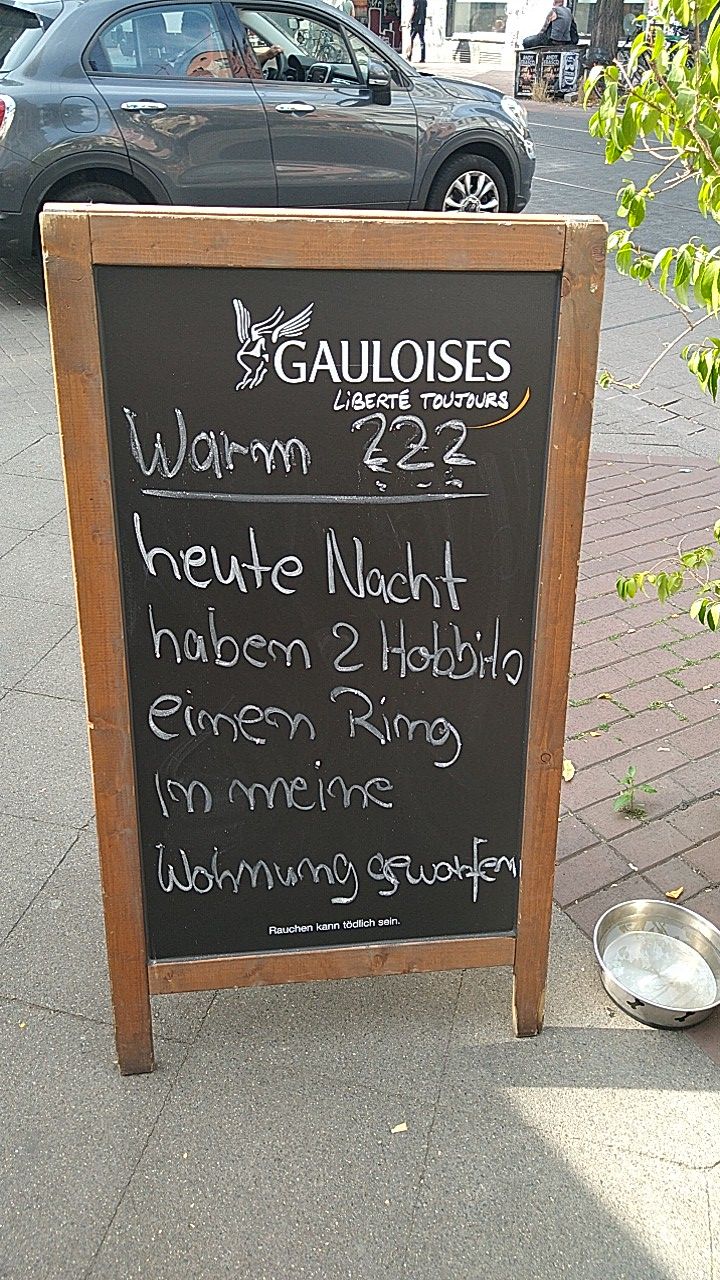 GAULOISES
LIBERTÉ TOUJOURS
Warm ???
heute Nacht
haben 2 Hobbits
einen Ring
In meine
Wohnung geworfen
Rauchen kann tödlich sein.